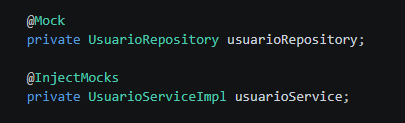 @Mock
private UsuarioRepository usuarioRepository;
@InjectMocks
private UsuarioServiceImpl usuarioService;